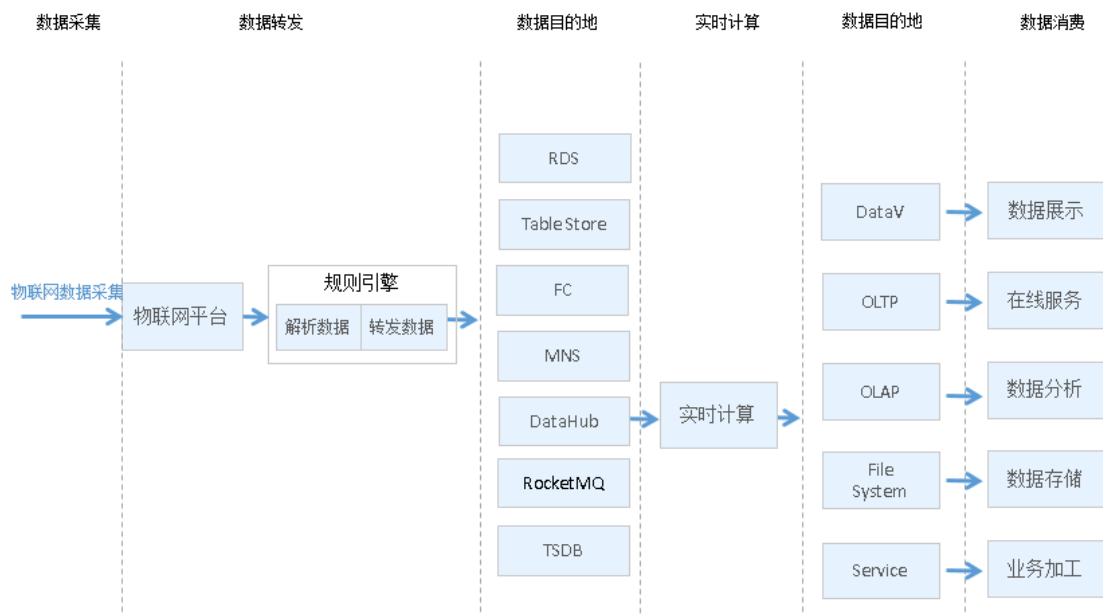 数据采集
数据转发
数据目的地
实时计算
数据目的地
数据消费
物联网数据采集
物联网平台
规则引擎
解析数据
转发数据
RDS
Table Store
FC
MNS
DataHub
RocketMQ
TSDB
实时计算
DataV
OLTP
OLAP
File
System
Service
数据展示
在线服务
数据分析
数据存储
业务加工